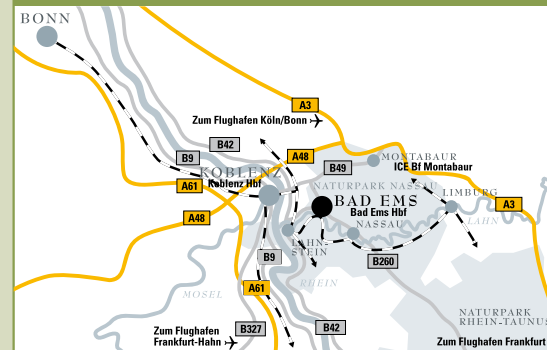 BONN
A3
Zum Flughafen Köln/Bonn
B42
A48
B9
B49
MONTABAUR
ICE Bf Montabaur
KOBLENZ
Koblenz Hbf
A61
NATURPARK NASSAU
LIMBURG
BAD EMS
Bad Ems Hbf
A3
A48
NASSAU
LAHN
LAHN-
STEIN
B9
B260
RHEIN
MOSEL
A61
NATURPARK
RHEIN-TAUNUS
Zum Flughafen
Frankfurt-Hahn
B327
B42
Zum Flughafen Frankfurt